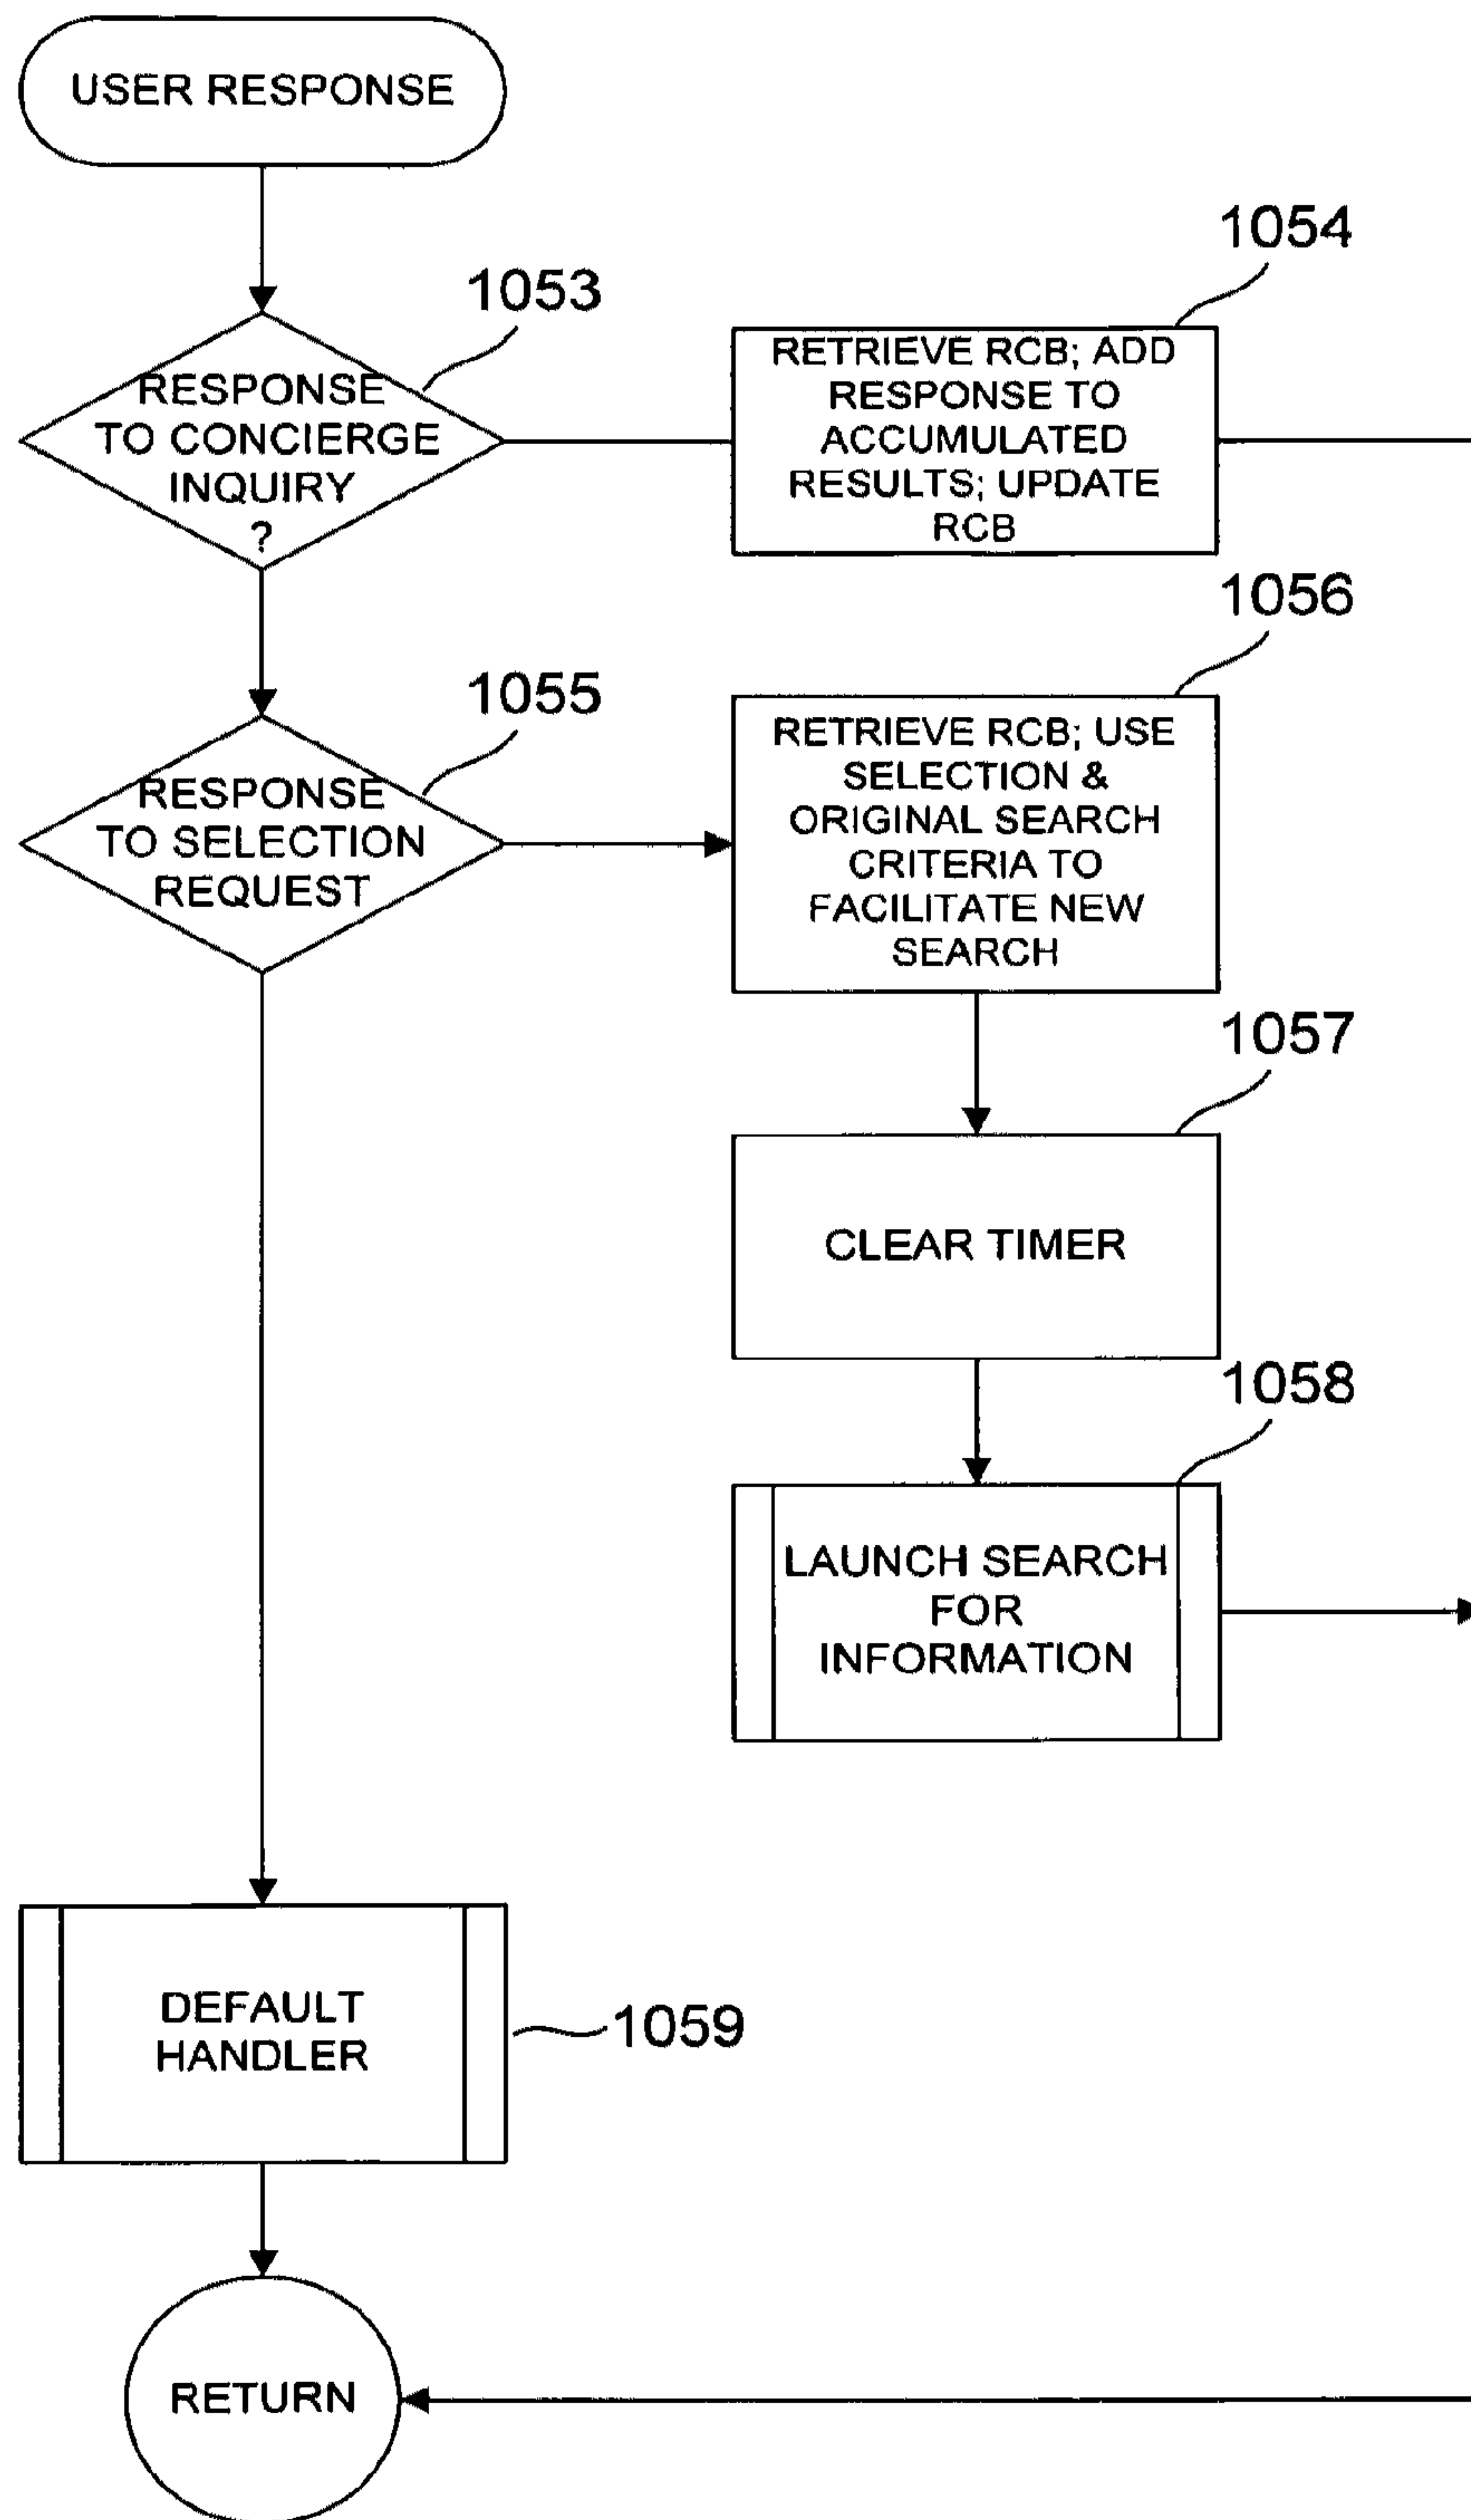 USER RESPONSE
1053
RESPONSE
TO CONCIERGE
INQUIRY
?
1054
RETRIEVE RCB; ADD
RESPONSE TO
ACCUMULATED
RESULTS; UPDATE
RCB
1055
RESPONSE
TO SELECTION
REQUEST
1056
RETRIEVE RCB; USE
SELECTION &
ORIGINAL SEARCH
CRITERIA TO
FACILITATE NEW
SEARCH
1057
CLEAR TIMER
1058
LAUNCH SEARCH
FOR
INFORMATION
DEFAULT
HANDLER
1059
RETURN